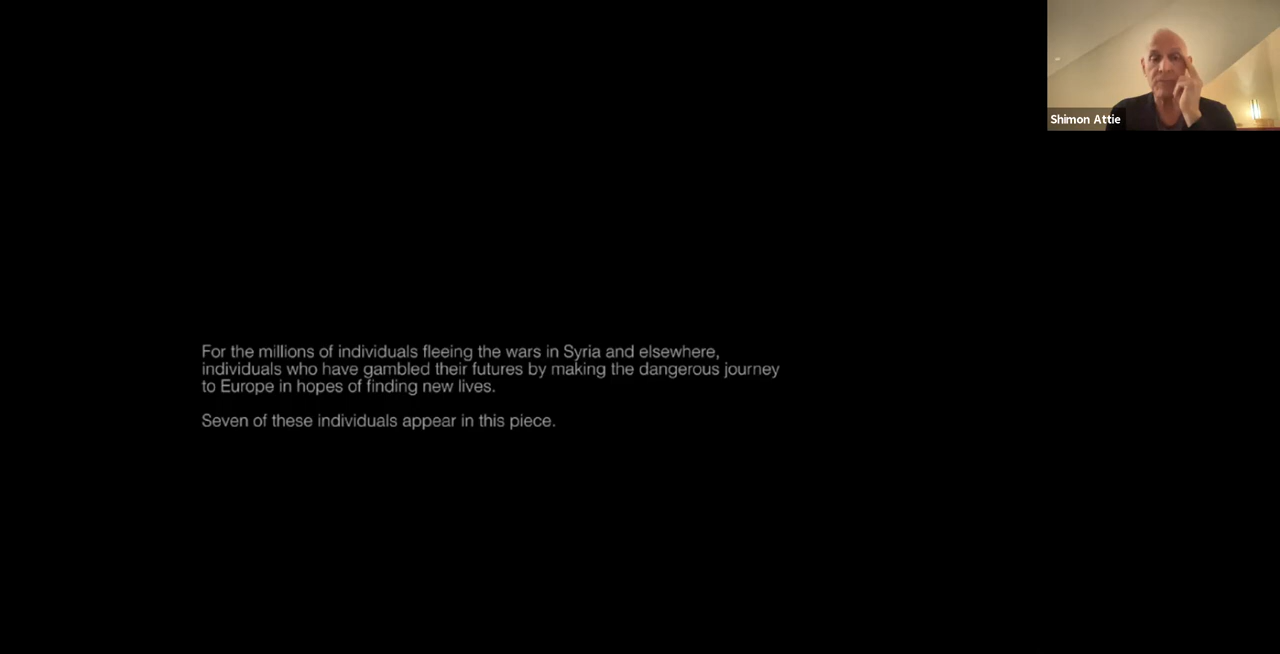 Shimon Attie
For the millions of individuals fleeing the wars in Syria and elsewhere,
individuals who have gambled their futures by making the dangerous journey
to Europe in hopes of finding new lives.
Seven of these individuals appear in this piece.